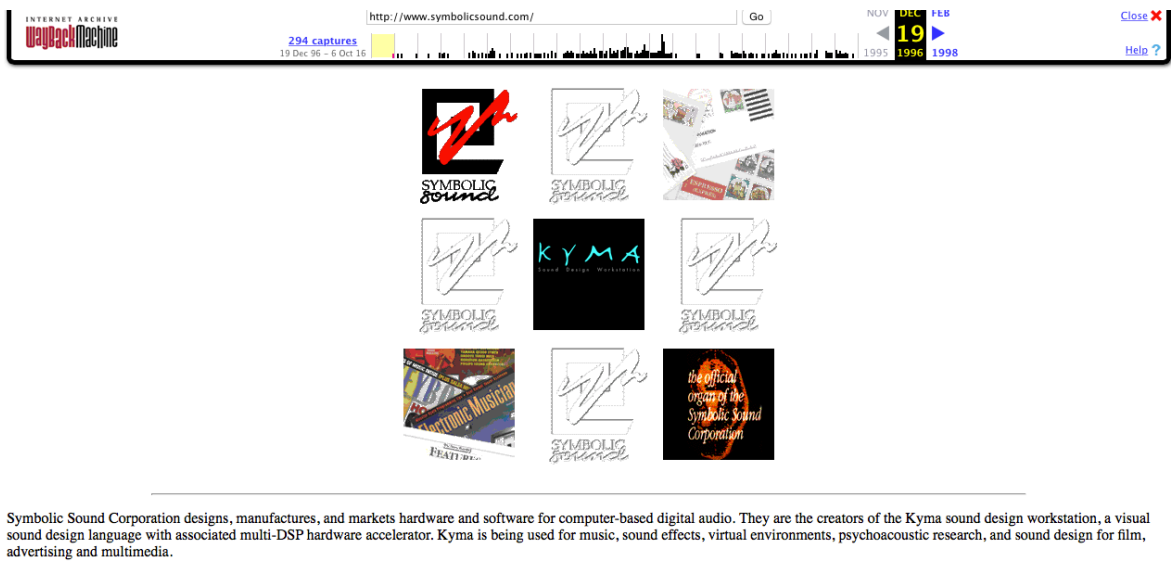 INTERNET ARCHIVE
WayBackMachine
http://www.symbolicsound.com/
Go
NOV DEC FEB
Close
294 captures
19 Dec 96 – 6 Oct 16
19
1995 1996 1998
Help ?
SYMBOLIC
sound
SYMBOLIC
sound
SYMBOLIC
sound
KYMA
Sound Design Workstation
SYMBOLIC
sound
Electronic Musician
FEATURES
SYMBOLIC
sound
the official
organ of the
Symbolic Sound
Corporation
Symbolic Sound Corporation designs, manufactures, and markets hardware and software for computer-based digital audio. They are the creators of the Kyma sound design workstation, a visual
sound design language with associated multi-DSP hardware accelerator. Kyma is being used for music, sound effects, virtual environments, psychoacoustic research, and sound design for film,
advertising and multimedia.